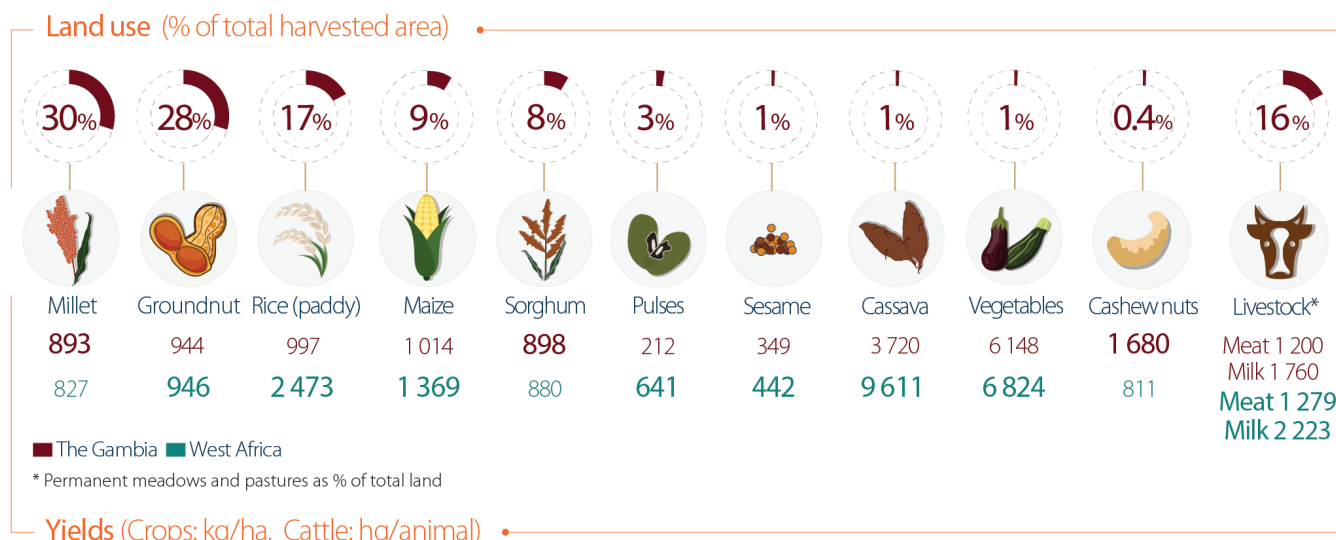 Land use (% of total harvested area)
30% 28% 17% 9% 8% 3% 1% 1% 1% 0.4% 16%
Millet Groundnut Rice (paddy) Maize Sorghum Pulses Sesame Cassava Vegetables Cashew nuts Livestock*
893 944 997 1 014 898 212 349 3 720 6 148 1 680 Meat 1 200
Milk 1 760
827 946 2 473 1 369 880 641 442 9 611 6 824 811 Meat 1 279
Milk 2 223
The Gambia West Africa
* Permanent meadows and pastures as % of total land
Yields (Crops: kg/ha, Cattle: hg/animal)